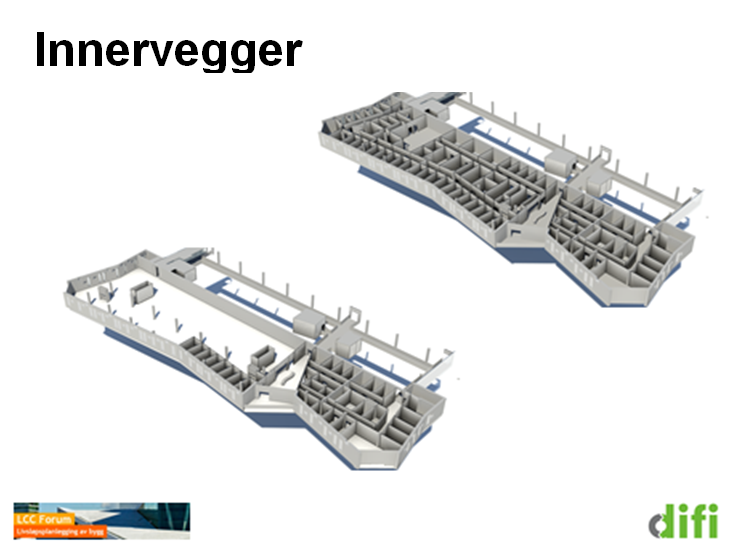 Innervegger
LCC Forum
Livsløpsplanlegging av bygg
difi